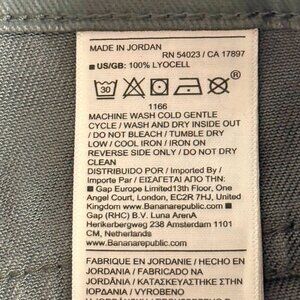 MADE IN JORDAN
RN 54023 / CA 17897
■ US/GB: 100% LYOCELL
30
®
1166
MACHINE WASH COLD GENTLE
CYCLE / WASH AND DRY INSIDE OUT
/ DO NOT BLEACH / TUMBLE DRY
LOW / COOL IRON / IRON ON
REVERSE SIDE ONLY / DO NOT DRY
CLEAN
DISTRIBUIDO POR / Imported By /
Importe Par / ΕΙΣΑΓΕΤΑΙ ΑΠΟ ΤΗΝ:
■ Gap Europe Limited13th Floor, One
Angel Court, London, EC2R 7HJ, United
Kingdom www.Bananarepublic.com ■
Gap (RHC) B.V. Luna ArenA
Herikerbergweg 238 Amsterdam 1101
CM, Netherlands
www.Bananarepublic.com
FABRIQUE EN JORDANIE / HECHO EN
JORDANIA / FABRICADO NA
JORDÂNIA / ΚΑΤΑΣΚΕΥΑΣΤΗΚΕ ΣΤΗΝ